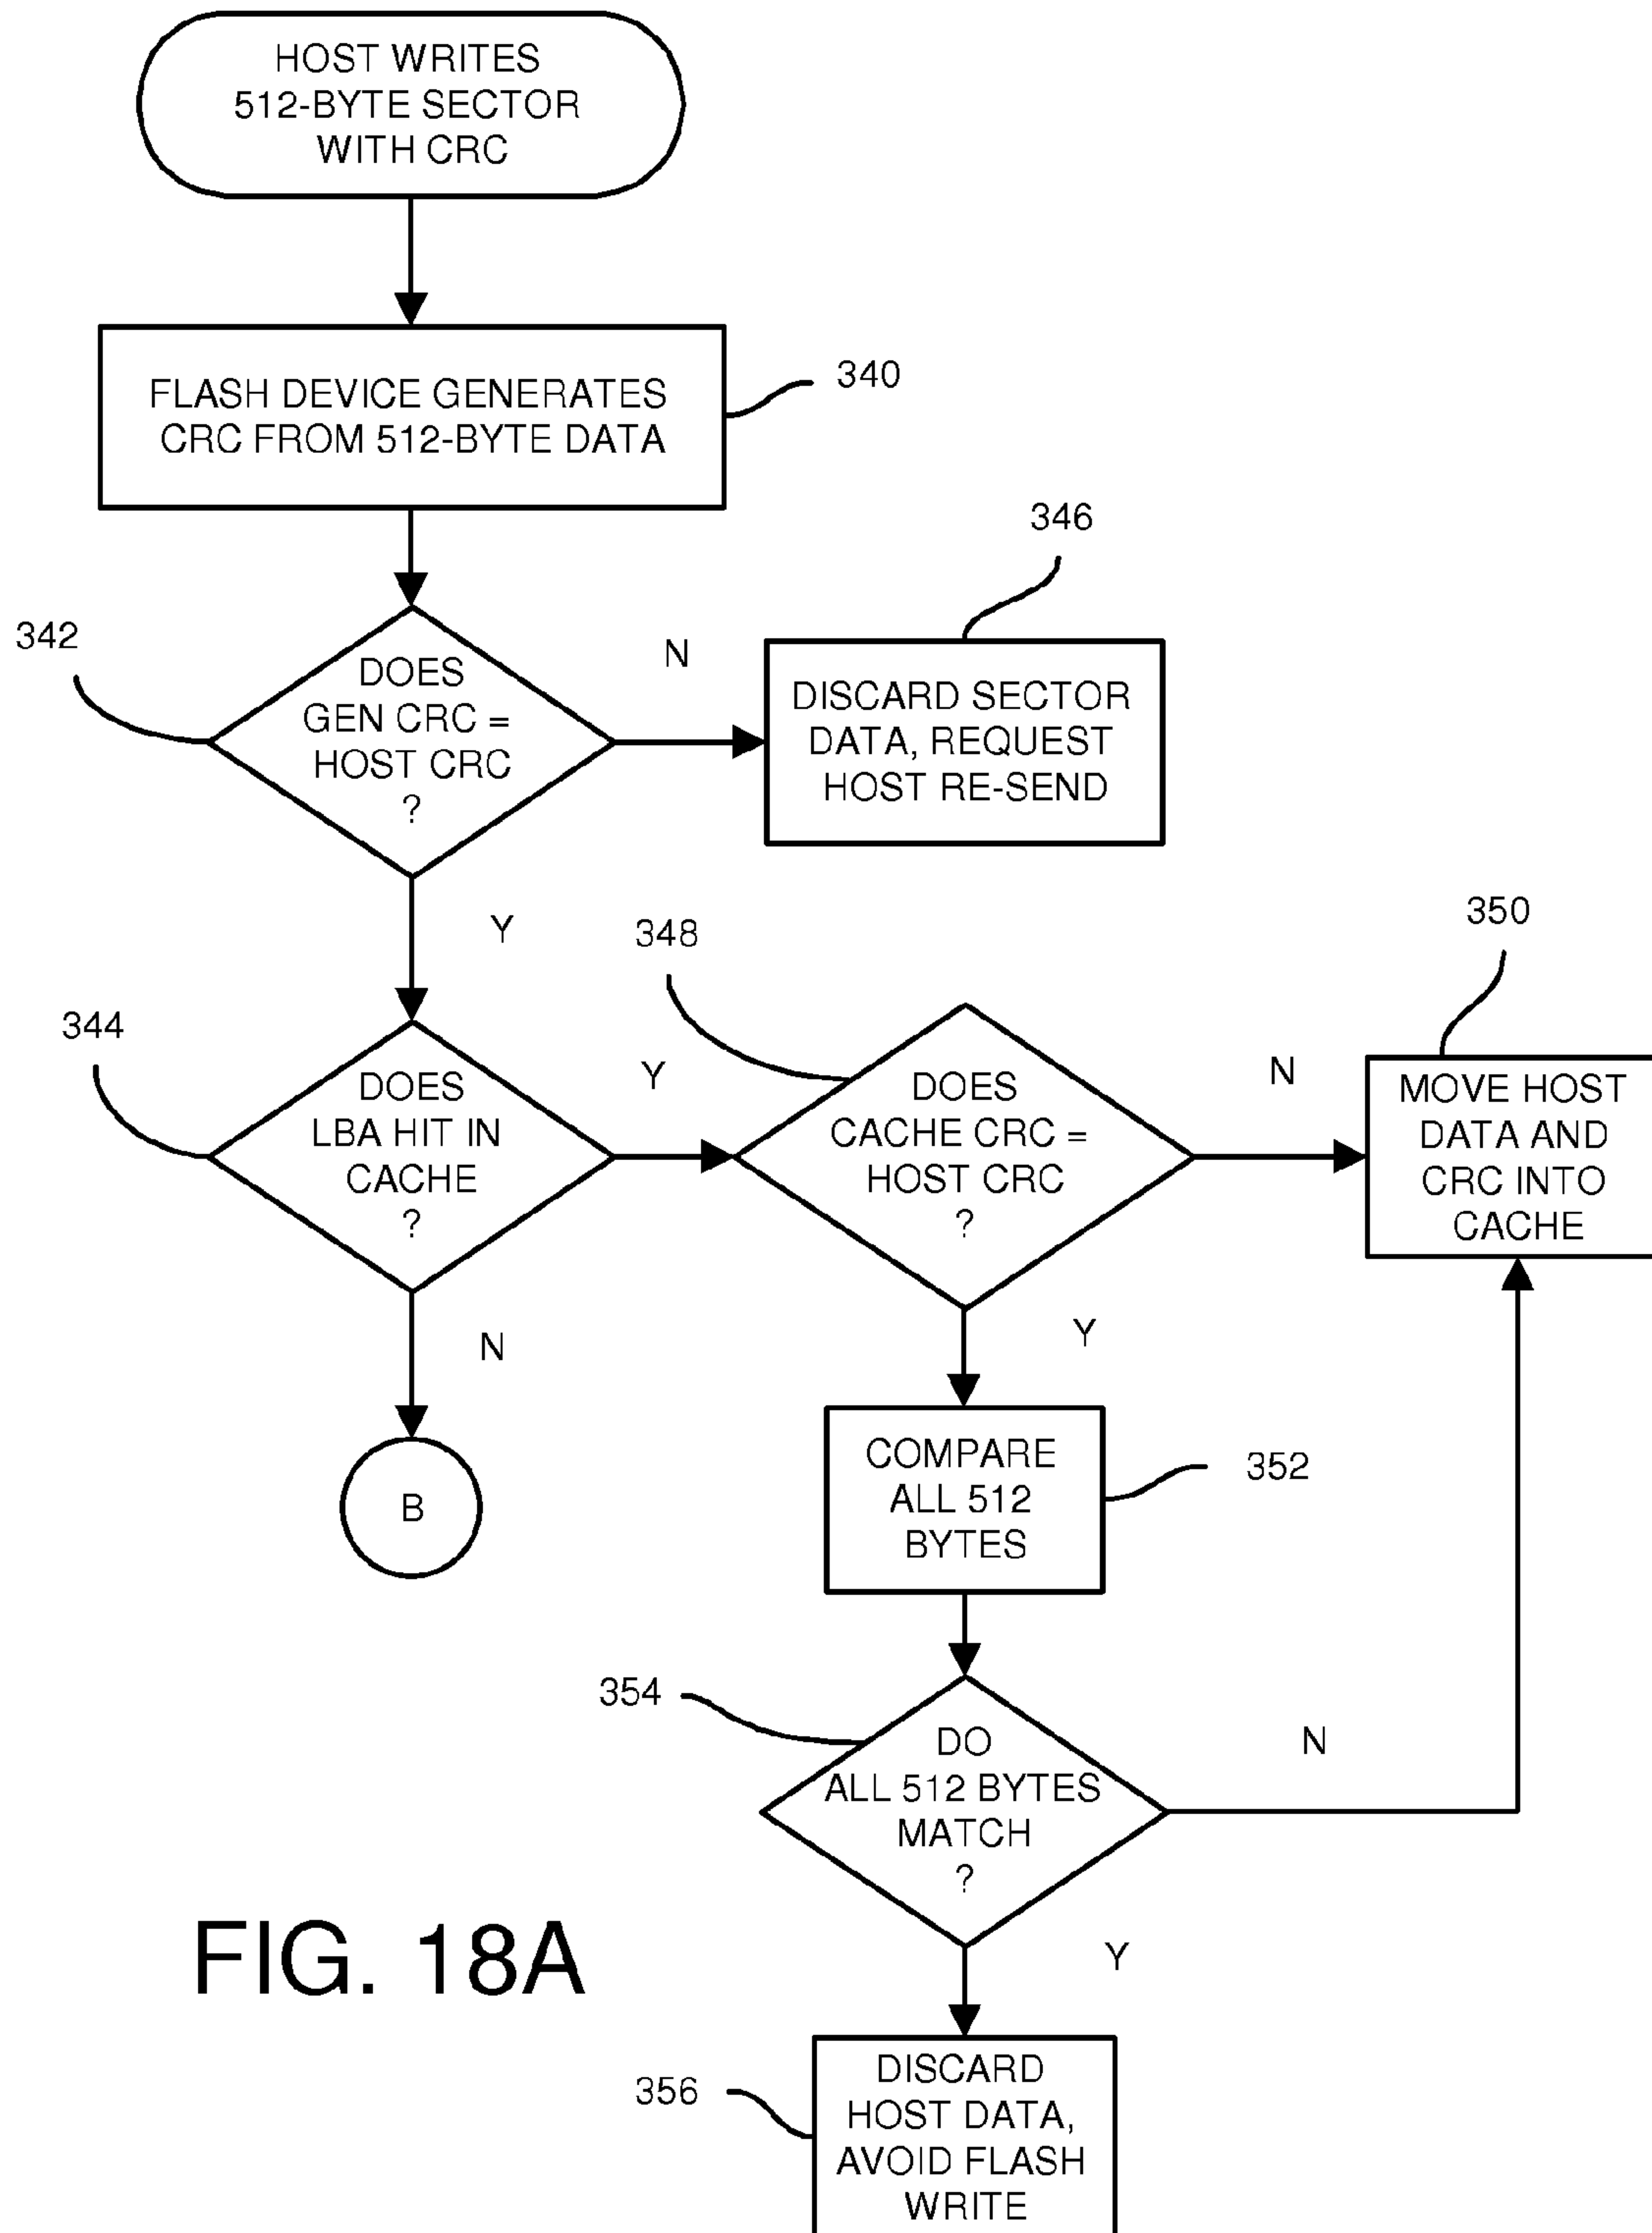 HOST WRITES
512-BYTE SECTOR
WITH CRC
FLASH DEVICE GENERATES
CRC FROM 512-BYTE DATA
340
346
342
DOES
GEN CRC =
HOST CRC
?
N
DISCARD SECTOR
DATA, REQUEST
HOST RE-SEND
Y
348
350
344
DOES
LBA HIT IN
CACHE
?
Y
DOES
CACHE CRC =
HOST CRC
?
N
MOVE HOST
DATA AND
CRC INTO
CACHE
N
Y
B
COMPARE
ALL 512
BYTES
352
354
DO
ALL 512 BYTES
MATCH
?
N
Y
FIG. 18A
356
DISCARD
HOST DATA,
AVOID FLASH
WRITE